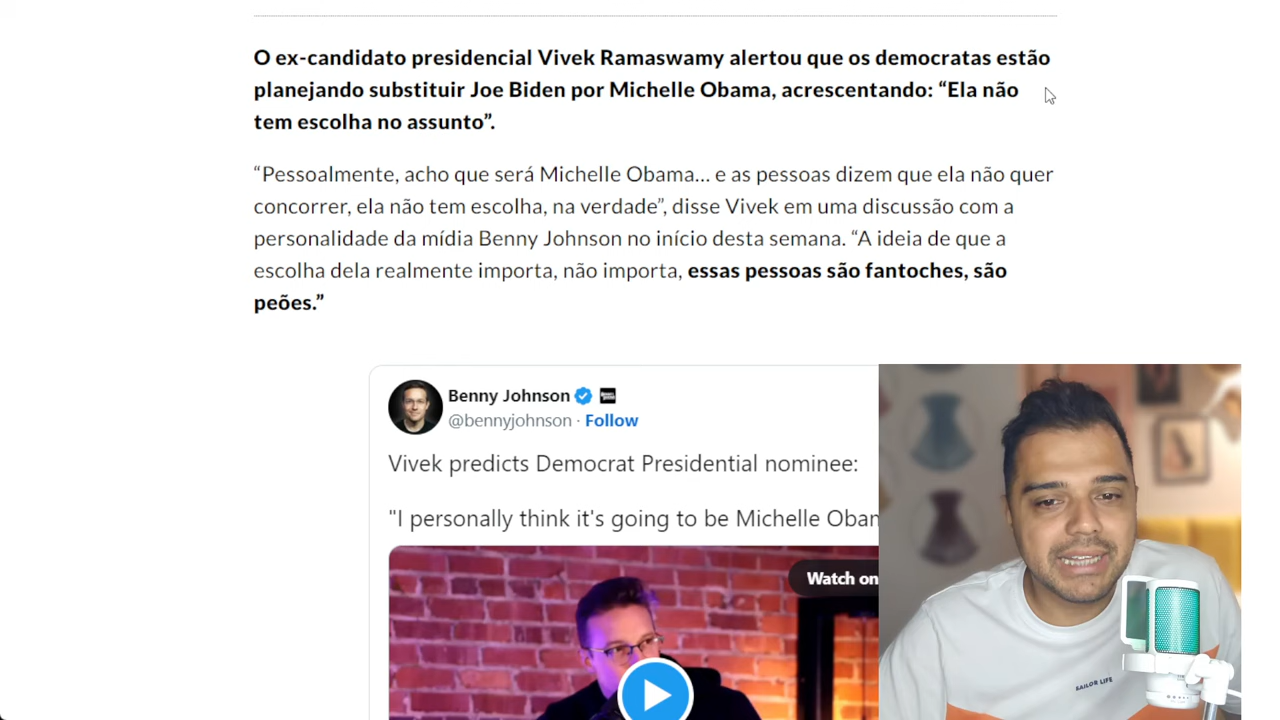 O ex-candidato presidencial Vivek Ramaswamy alertou que os democratas estão
planejando substituir Joe Biden por Michelle Obama, acrescentando: “Ela não
tem escolha no assunto”.
“Pessoalmente, acho que será Michelle Obama... e as pessoas dizem que ela não quer
concorrer, ela não tem escolha, na verdade”, disse Vivek em uma discussão com a
personalidade da mídia Benny Johnson no início desta semana. “A ideia de que a
escolha dela realmente importa, não importa, essas pessoas são fantoches, são
peões.”
Benny Johnson
@bennyjohnson · Follow
Vivek predicts Democrat Presidential nominee:
"I personally think it's going to be Michelle Oban
Watch on
SAILOR LIFE